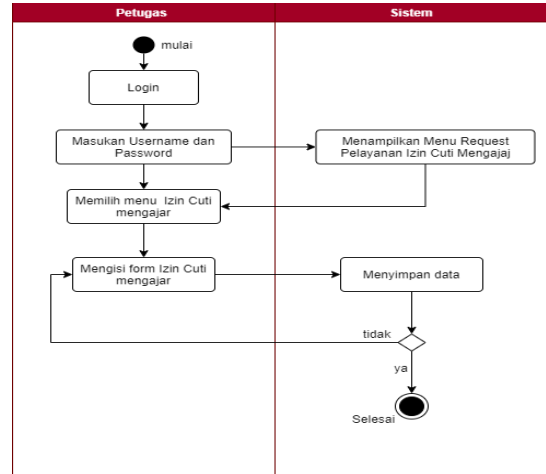 Petugas
Sistem
mulai
Login
Masukan Username dan
Password
Menampilkan Menu Request
Pelayanan Izin Cuti Mengajaj
Memilih menu Izin Cuti
mengajar
Mengisi form Izin Cuti
mengajar
Menyimpan data
tidak
ya
Selesai